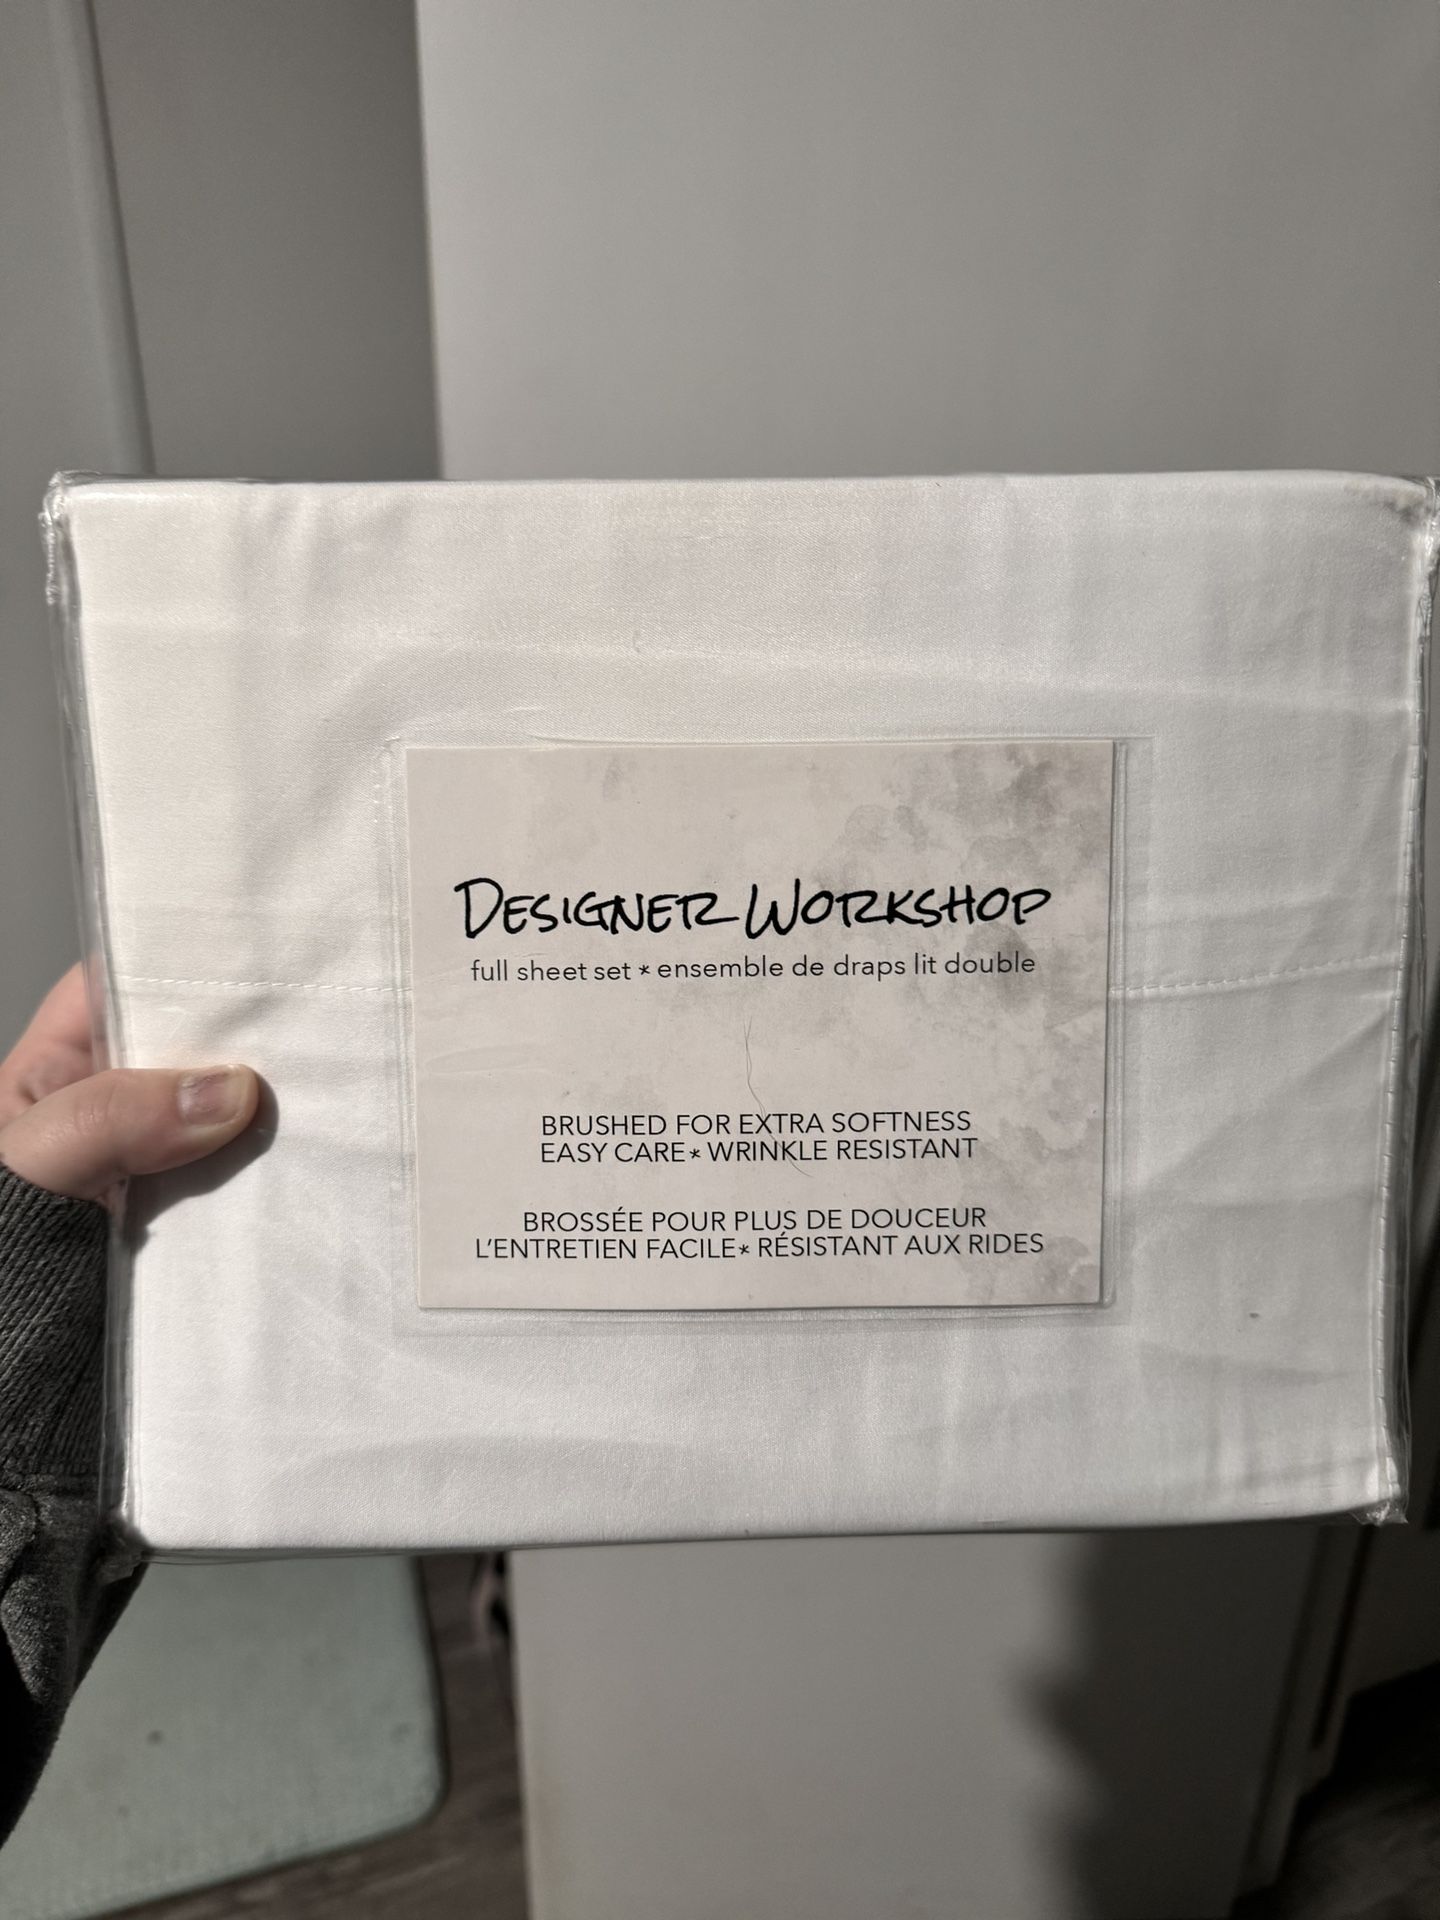 DESIGNER WORKSHOP
full sheet set * ensemble de draps lit double
BRUSHED FOR EXTRA SOFTNESS
EASY CARE* WRINKLE RESISTANT
BROSSÉE POUR PLUS DE DOUCEUR
L'ENTRETIEN FACILE* RÉSISTANT AUX RIDES